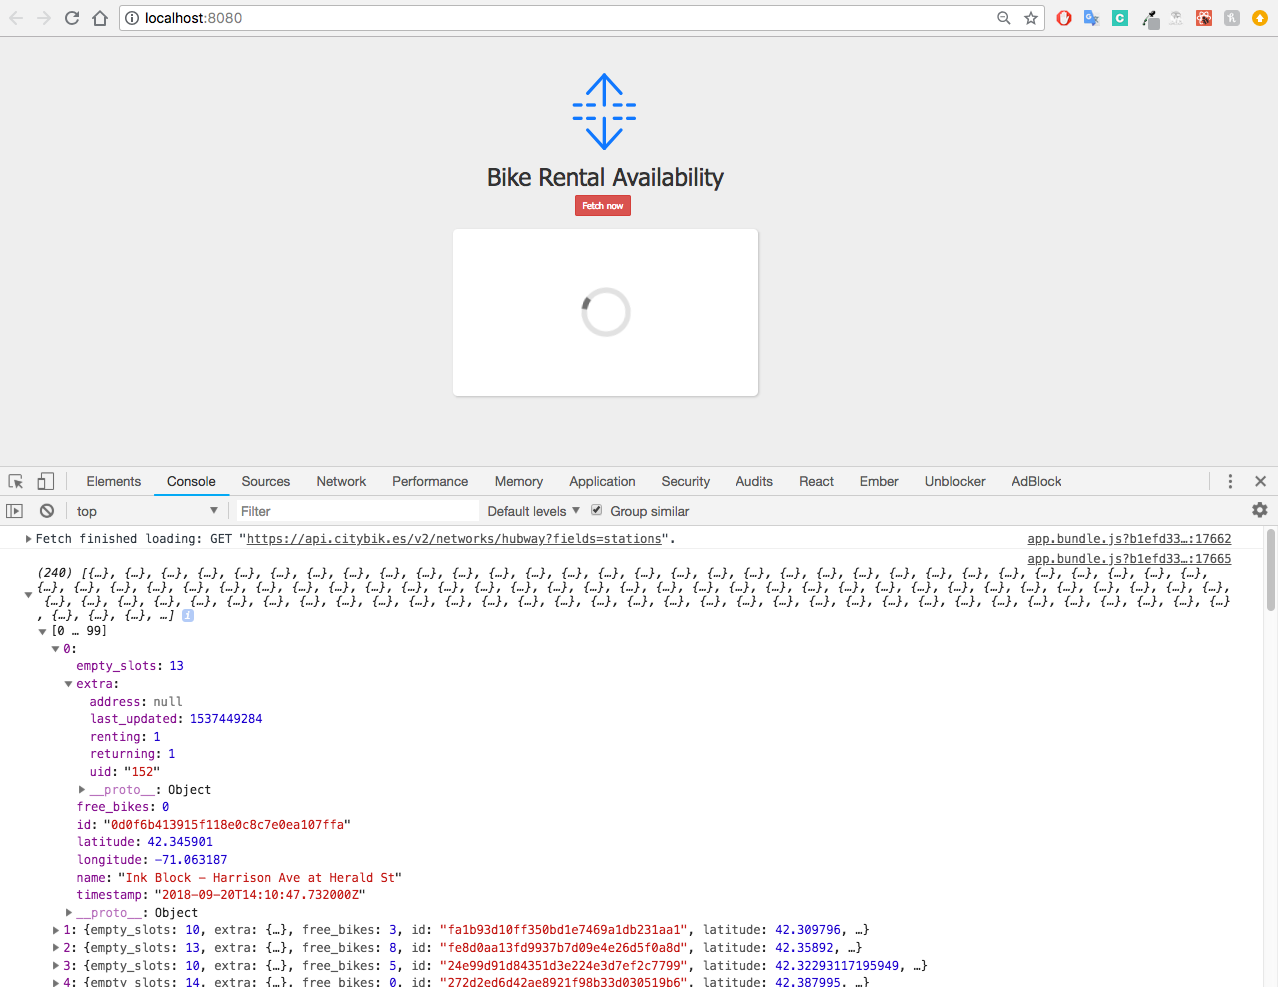 localhost:8080
Bike Rental Availability
Fetch now
Elements Console Sources Network Performance Memory Application Security Audits React Ember Unblocker AdBlock
top Filter Default levels Group similar
Fetch finished loading: GET "https://api.citybik.es/v2/networks/hubway?fields=stations". app.bundle.js?b1efd33…:17662
app.bundle.js?b1efd33…:17665
(240) [{…}, {…}, {…}, {…}, {…}, {…}, {…}, {…}, {…}, {…}, {…}, {…}, {…}, {…}, {…}, {…}, {…}, {…}, {…}, {…}, {…}, {…}, {…}, {…}, {…}, {…}, {…}, {…}, {…}, {…}, {…},
{…}, {…}, {…}, {…}, {…}, {…}, {…}, {…}, {…}, {…}, {…}, {…}, {…}, {…}, {…}, {…}, {…}, {…}, {…}, {…}, {…}, {…}, {…}, {…}, {…}, {…}, {…}, {…}, {…}, {…}, {…}, {…}, {…},
{…}, {…}, {…}, {…}, {…}, {…}, {…}, {…}, {…}, {…}, {…}, {…}, {…}, {…}, {…}, {…}, {…}, {…}, {…}, {…}, {…}, {…}, {…}, {…}, {…}, {…}, {…}, {…}, {…}, {…}, {…}, {…}, {…}
, {…}, {…}, {…}, …] i
[0 … 99]
0:
empty_slots: 13
extra:
address: null
last_updated: 1537449284
renting: 1
returning: 1
uid: "152"
__proto__: Object
free_bikes: 0
id: "0d0f6b413915f118e0c8c7e0ea107ffa"
latitude: 42.345901
longitude: -71.063187
name: "Ink Block - Harrison Ave at Herald St"
timestamp: "2018-09-20T14:10:47.732000Z"
__proto__: Object
1: {empty_slots: 10, extra: {…}, free_bikes: 3, id: "fa1b93d10ff350bd1e7469a1db231aa1", latitude: 42.309796, …}
2: {empty_slots: 13, extra: {…}, free_bikes: 8, id: "fe8d0aa13fd9937b7d09e4e26d5f0a8d", latitude: 42.35892, …}
3: {empty_slots: 10, extra: {…}, free_bikes: 5, id: "24e99d91d84351d3e224e3d7ef2c7799", latitude: 42.32293117195949, …}
4: {empty_slots: 14, extra: {…}, free_bikes: 0, id: "272d2ed6d42ae8921f98b33d030519b6", latitude: 42.387995, …}